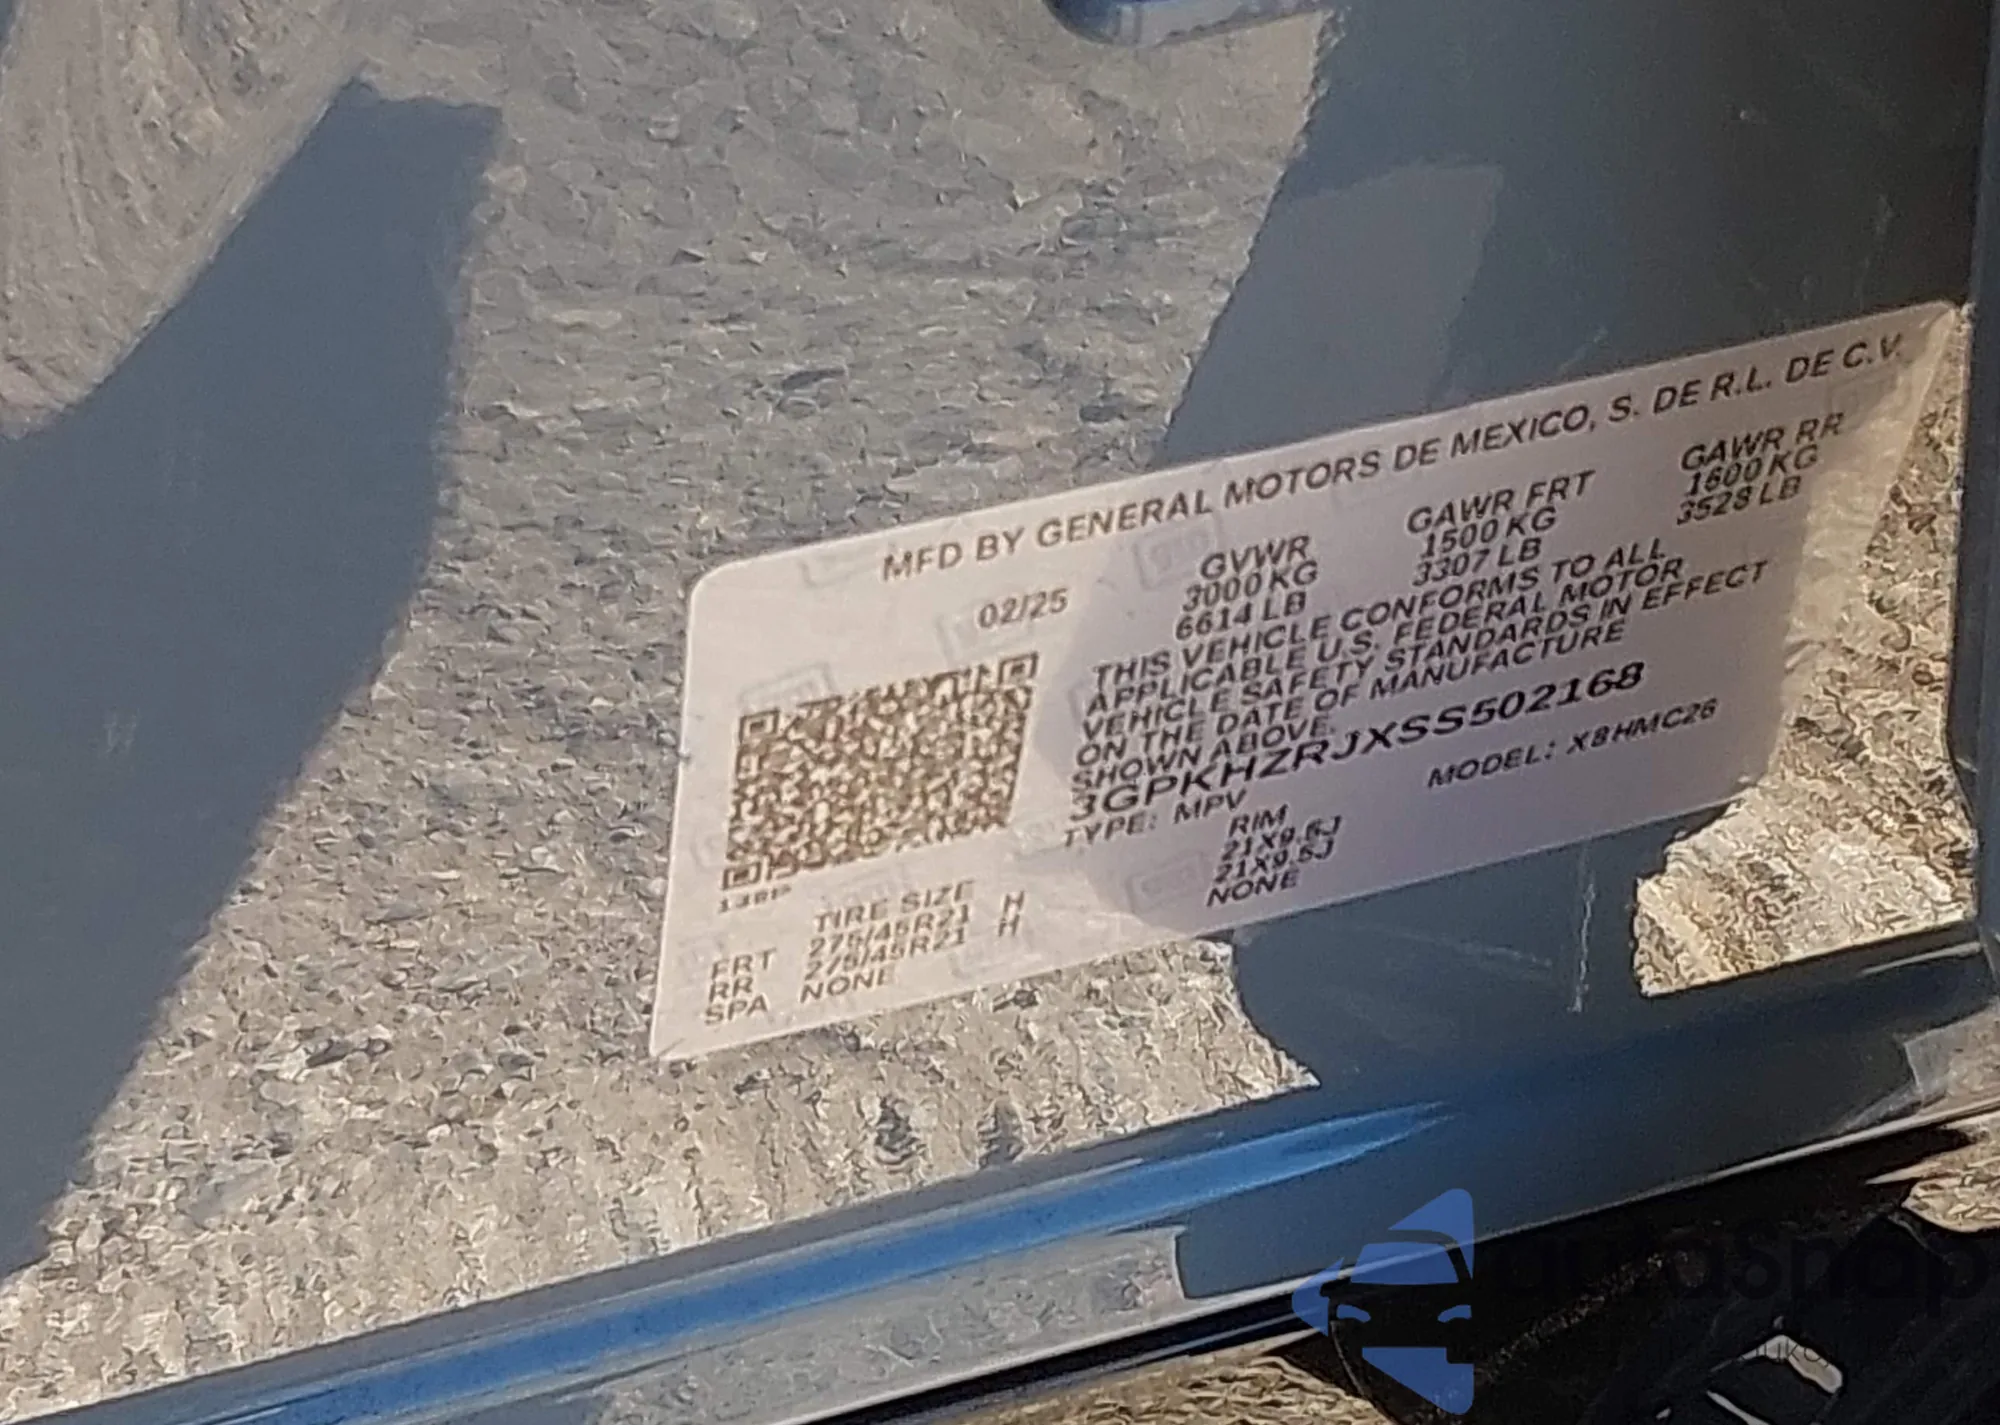 MFD BY GENERAL MOTORS DE MEXICO, S. DE R.L. DE C.V.
02/25 GVWR GAWR FRT GAWR RR
3000 KG 1500 KG 1600 KG
6614 LB 3307 LB 3528 LB
THIS VEHICLE CONFORMS TO ALL
APPLICABLE U.S. FEDERAL MOTOR
VEHICLE SAFETY STANDARDS IN EFFECT
ON THE DATE OF MANUFACTURE
SHOWN ABOVE.
3GPKHZRJXSS502168
TYPE: MPV MODEL: X8HMC26
TIRE SIZE RIM
FRT 275/45R21 H 21X9.5J
RR 275/45R21 H 21X9.5J
SPA NONE NONE